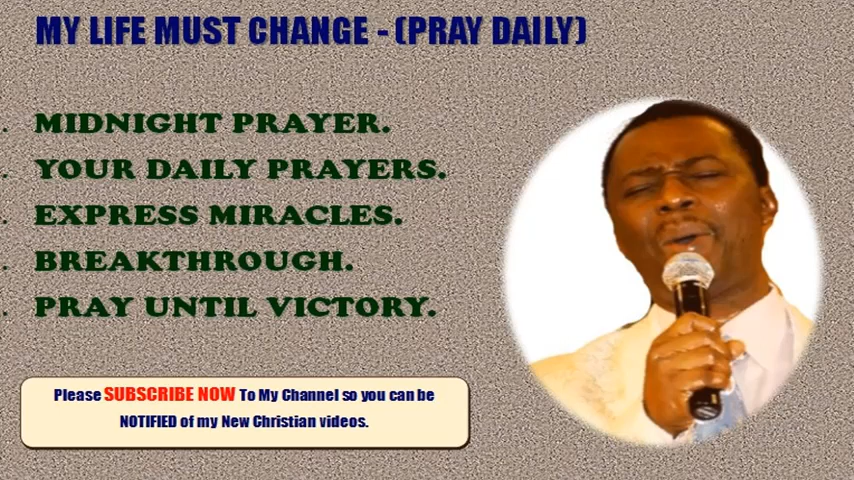 MY LIFE MUST CHANGE - (PRAY DAILY)
. MIDNIGHT PRAYER.
. YOUR DAILY PRAYERS.
. EXPRESS MIRACLES.
. BREAKTHROUGH.
. PRAY UNTIL VICTORY.
Please SUBSCRIBE NOW To My Channel so you can be
NOTIFIED of my New Christian videos.